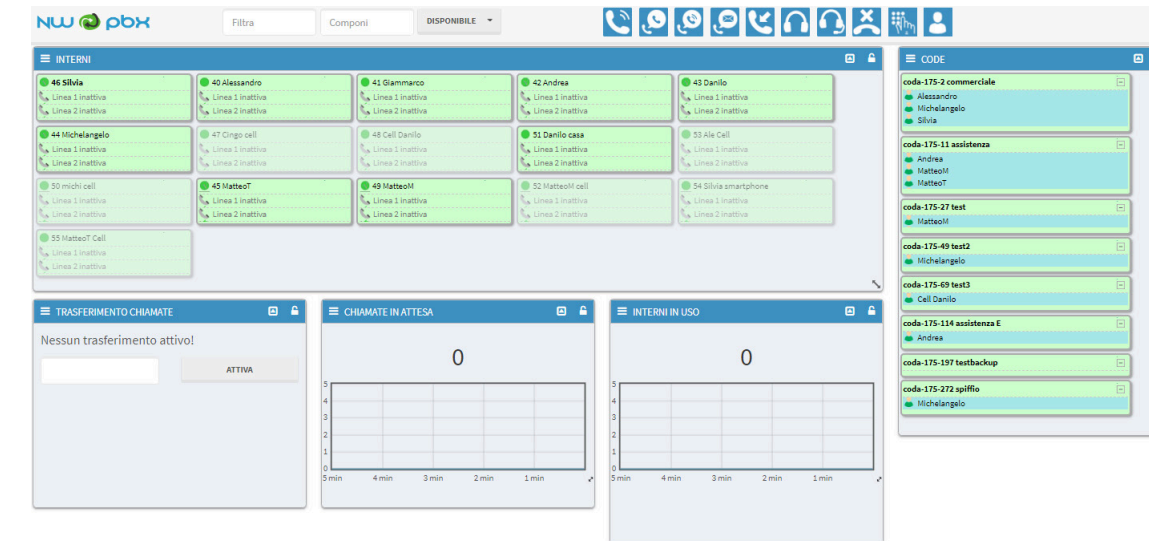 NW pbx
Filtra
Componi
DISPONIBILE
INTERNI
46 Silvia
Linea 1 inattiva
Linea 2 inattiva
40 Alessandro
Linea 1 inattiva
Linea 2 inattiva
41 Giammarco
Linea 1 inattiva
Linea 2 inattiva
42 Andrea
Linea 1 inattiva
Linea 2 inattiva
43 Danilo
Linea 1 inattiva
Linea 2 inattiva
44 Michelangelo
Linea 1 inattiva
Linea 2 inattiva
47 Cingo cell
Linea 1 inattiva
Linea 2 inattiva
48 Cell Danilo
Linea 1 inattiva
Linea 2 inattiva
51 Danilo casa
Linea 1 inattiva
Linea 2 inattiva
53 Ale Cell
Linea 1 inattiva
Linea 2 inattiva
50 michi cell
Linea 1 inattiva
Linea 2 inattiva
45 MatteoT
Linea 1 inattiva
Linea 2 inattiva
49 MatteoM
Linea 1 inattiva
Linea 2 inattiva
52 MatteoM cell
Linea 1 inattiva
Linea 2 inattiva
54 Silvia smartphone
Linea 1 inattiva
Linea 2 inattiva
55 MatteoT Cell
Linea 1 inattiva
Linea 2 inattiva
CODE
coda-175-2 commerciale
Alessandro
Michelangelo
Silvia
coda-175-11 assistenza
Andrea
MatteoM
MatteoT
coda-175-27 test
MatteoM
coda-175-49 test2
Michelangelo
coda-175-69 test3
Cell Danilo
coda-175-114 assistenza E
Andrea
coda-175-197 testbackup
coda-175-272 spiffio
Michelangelo
TRASFERIMENTO CHIAMATE
Nessun trasferimento attivo!
ATTIVA
CHIAMATE IN ATTESA
0
5
4
3
2
1
0
5 min 4 min 3 min 2 min 1 min
INTERNI IN USO
0
5
4
3
2
1
0
5 min 4 min 3 min 2 min 1 min